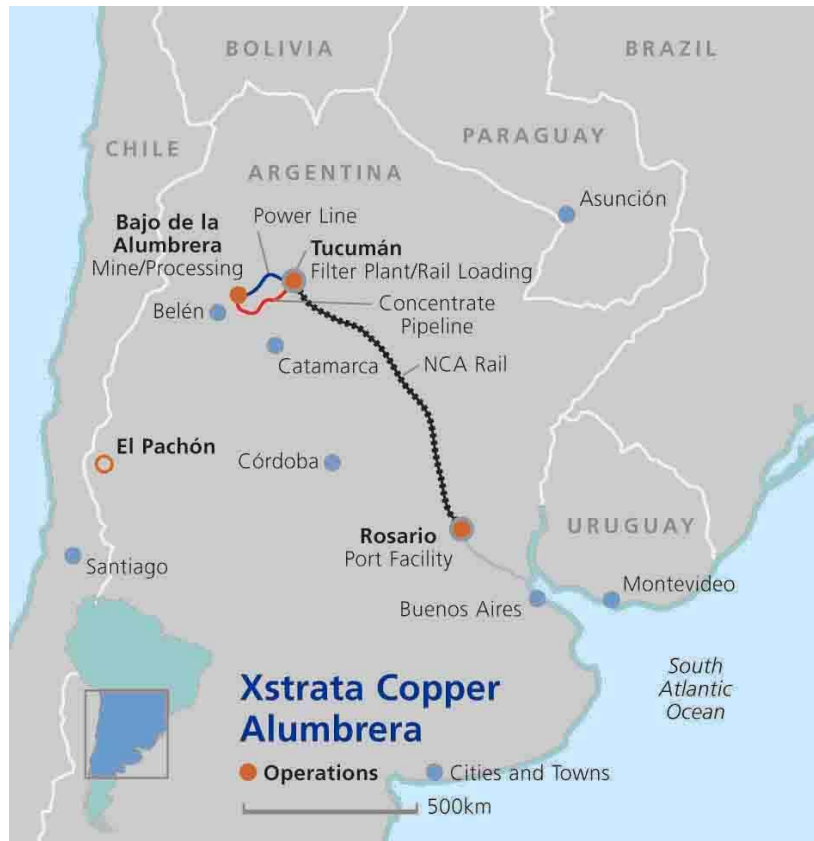 BOLIVIA
BRAZIL
CHILE
PARAGUAY
ARGENTINA
Asunción
Power Line
Bajo de la
Alumbrera
Mine/Processing
Tucumán
Filter Plant/Rail Loading
Belén
Concentrate
Pipeline
Catamarca
NCA Rail
El Pachón
Córdoba
Rosario
Port Facility
URUGUAY
Santiago
Buenos Aires
Montevideo
South
Atlantic
Ocean
Xstrata Copper
Alumbrera
Operations
Cities and Towns
500km